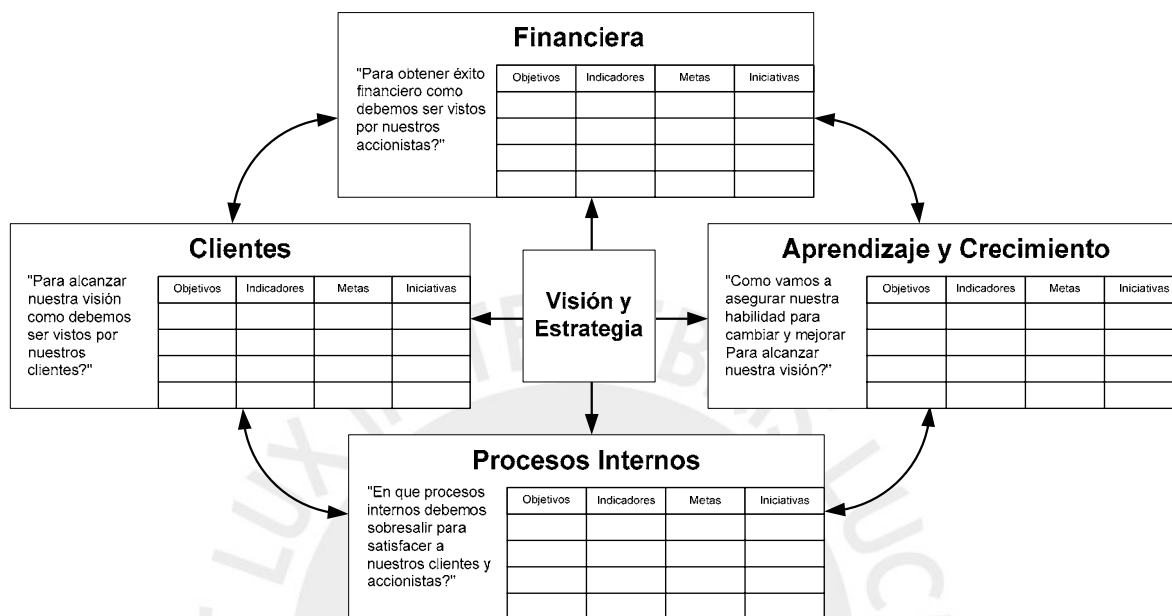 Financiera
"Para obtener éxito
financiero como
debemos ser vistos
por nuestros
accionistas?"
Objetivos Indicadores Metas Iniciativas
Clientes
"Para alcanzar
nuestra visión
como debemos
ser vistos por
nuestros
clientes?"
Objetivos Indicadores Metas Iniciativas
Visión y
Estrategia
Aprendizaje y Crecimiento
"Como vamos a
asegurar nuestra
habilidad para
cambiar y mejorar
Para alcanzar
nuestra visión?"
Objetivos Indicadores Metas Iniciativas
Procesos Internos
"En que procesos
internos debemos
sobresalir para
satisfacer a
nuestros clientes y
accionistas?"
Objetivos Indicadores Metas Iniciativas
LUX